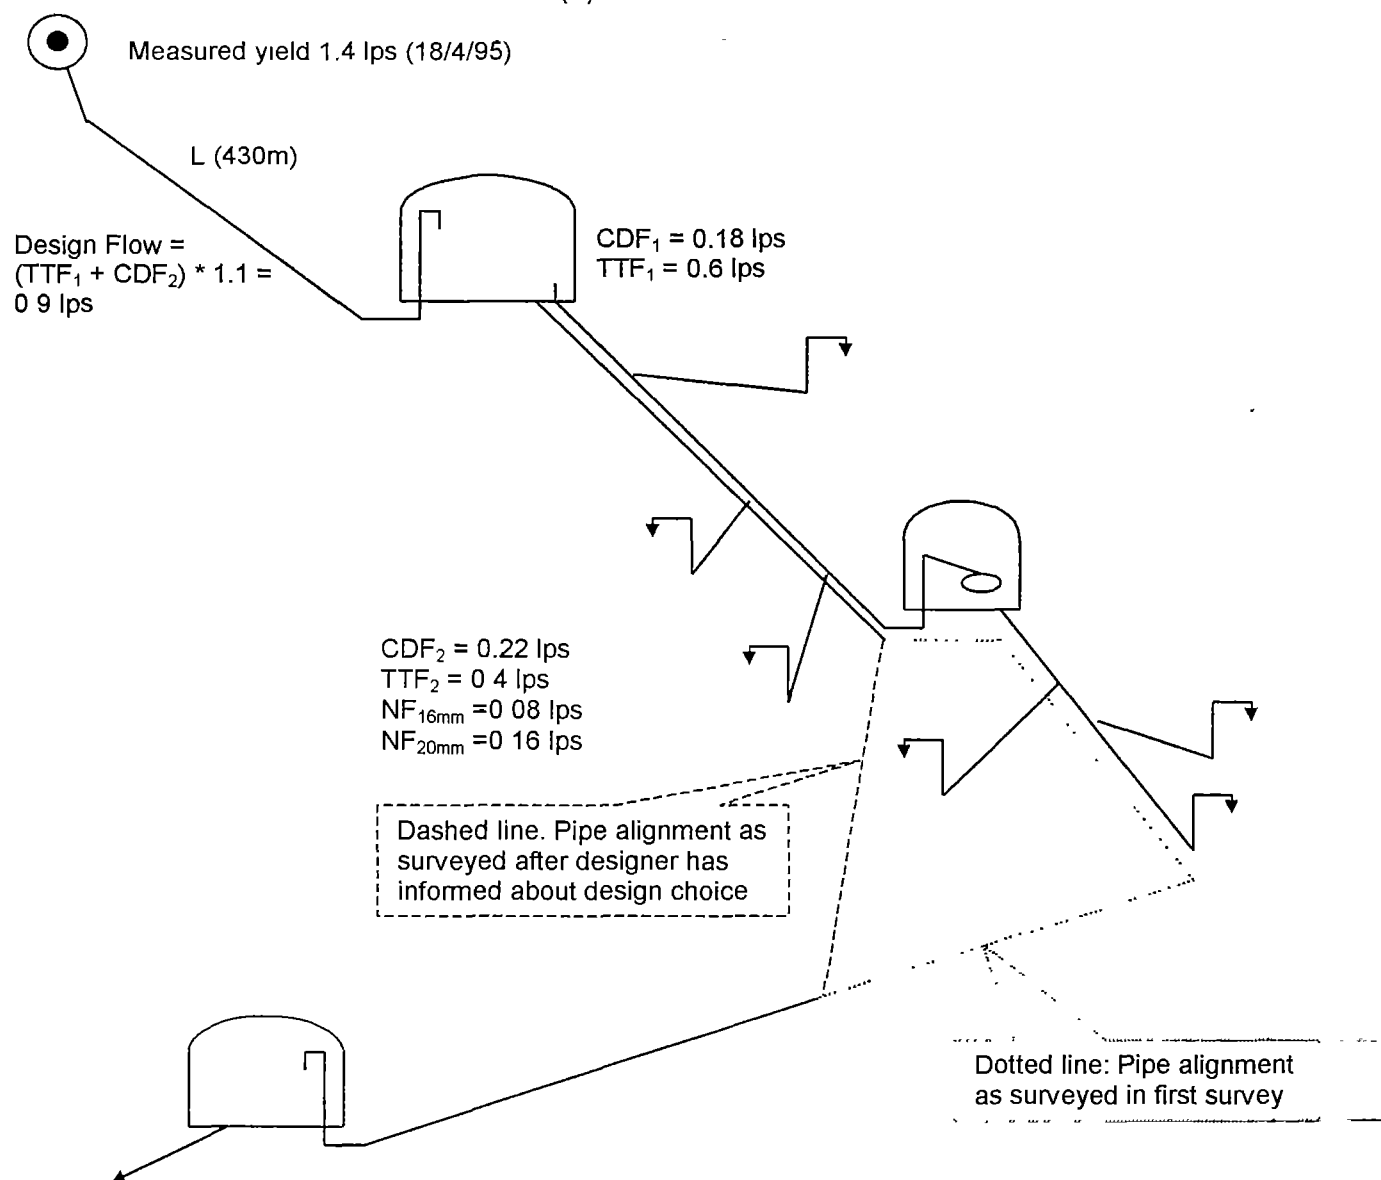 Measured yield 1.4 lps (18/4/95)
L (430m)
Design Flow =
(TTF₁ + CDF₂) * 1.1 =
0 9 lps
CDF₁ = 0.18 lps
TTF₁ = 0.6 lps
CDF₂ = 0.22 lps
TTF₂ = 0 4 lps
NF₁₆ₘₘ =0 08 lps
NF₂₀ₘₘ =0 16 lps
Dashed line. Pipe alignment as
surveyed after designer has
informed about design choice
Dotted line: Pipe alignment
as surveyed in first survey